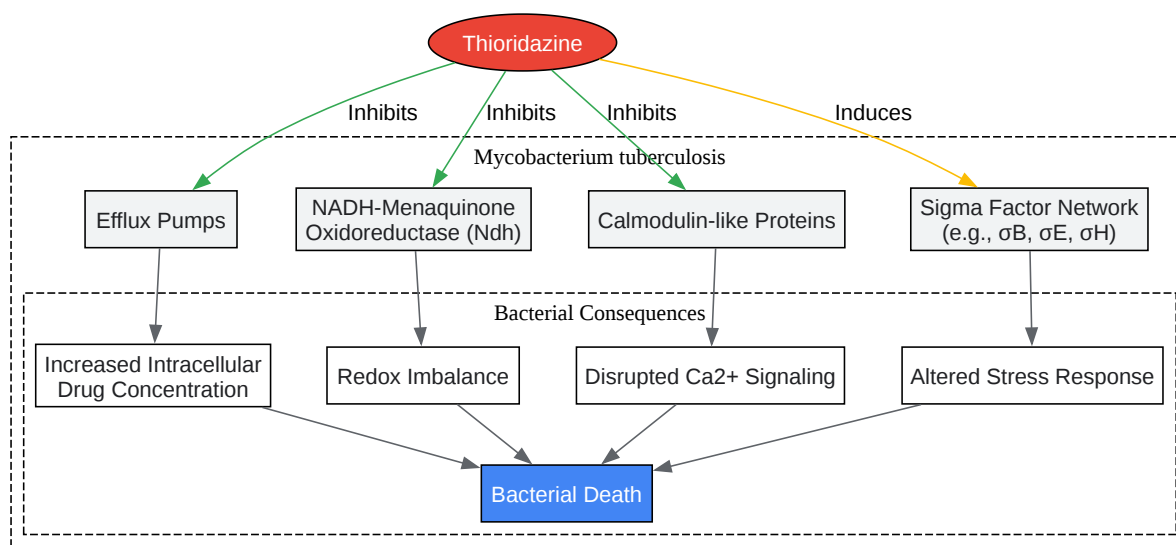 Thioridazine
Inhibits
Inhibits
Inhibits
Induces
Mycobacterium tuberculosis
Efflux Pumps
NADH-Menaquinone
Oxidoreductase (Ndh)
Calmodulin-like Proteins
Sigma Factor Network
(e.g., σB, σE, σH)
Bacterial Consequences
Increased Intracellular
Drug Concentration
Redox Imbalance
Disrupted Ca2+ Signaling
Altered Stress Response
Bacterial Death